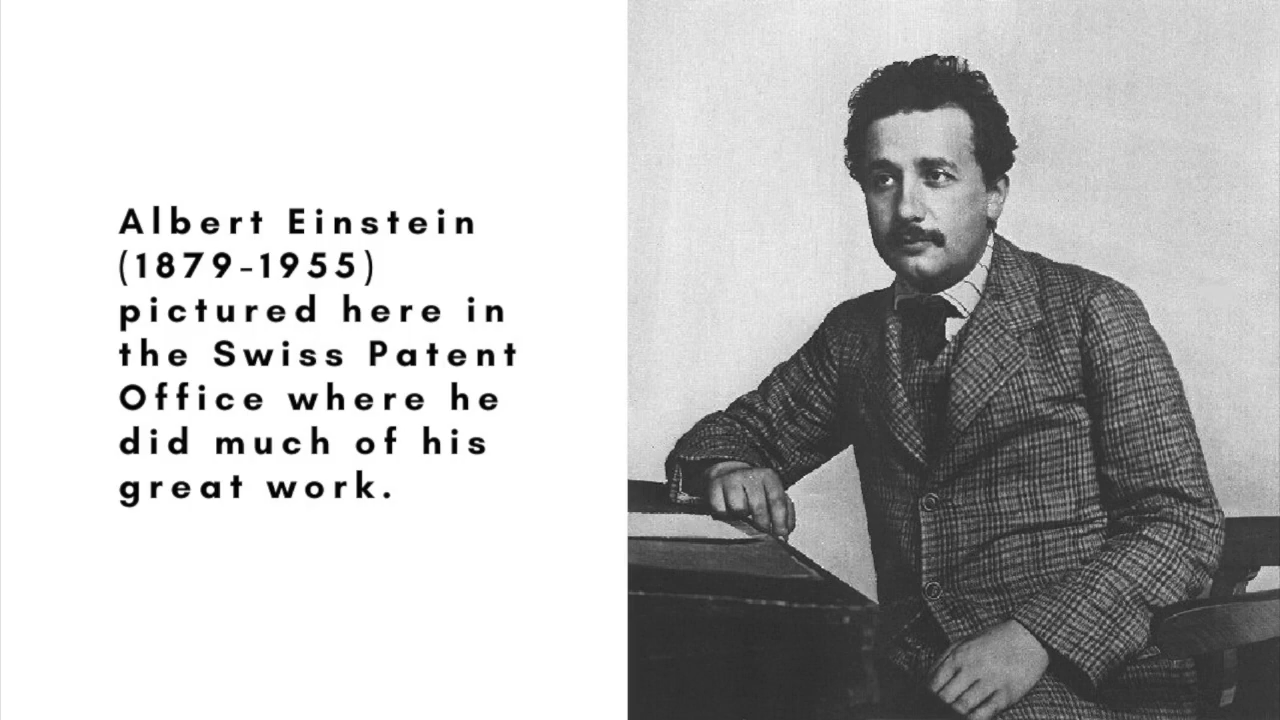 Albert Einstein
(1879-1955)
pictured here in
the Swiss Patent
Office where he
did much of his
great work.